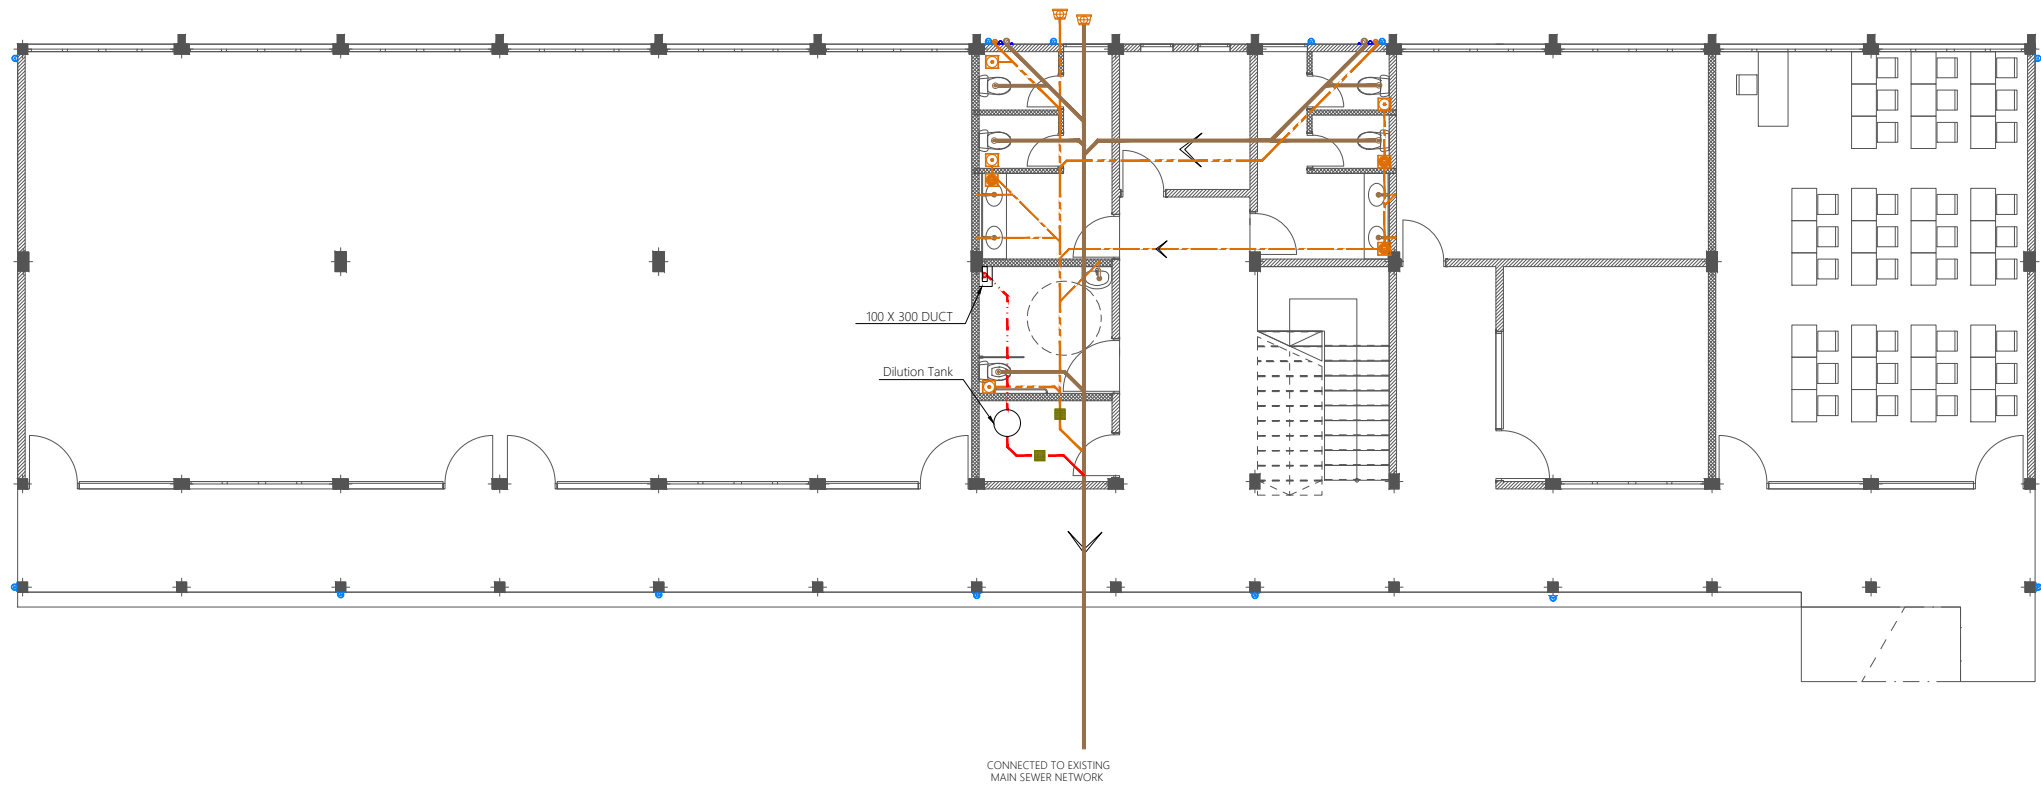 100 X 300 DUCT
Dilution Tank
CONNECTED TO EXISTING
MAIN SEWER NETWORK